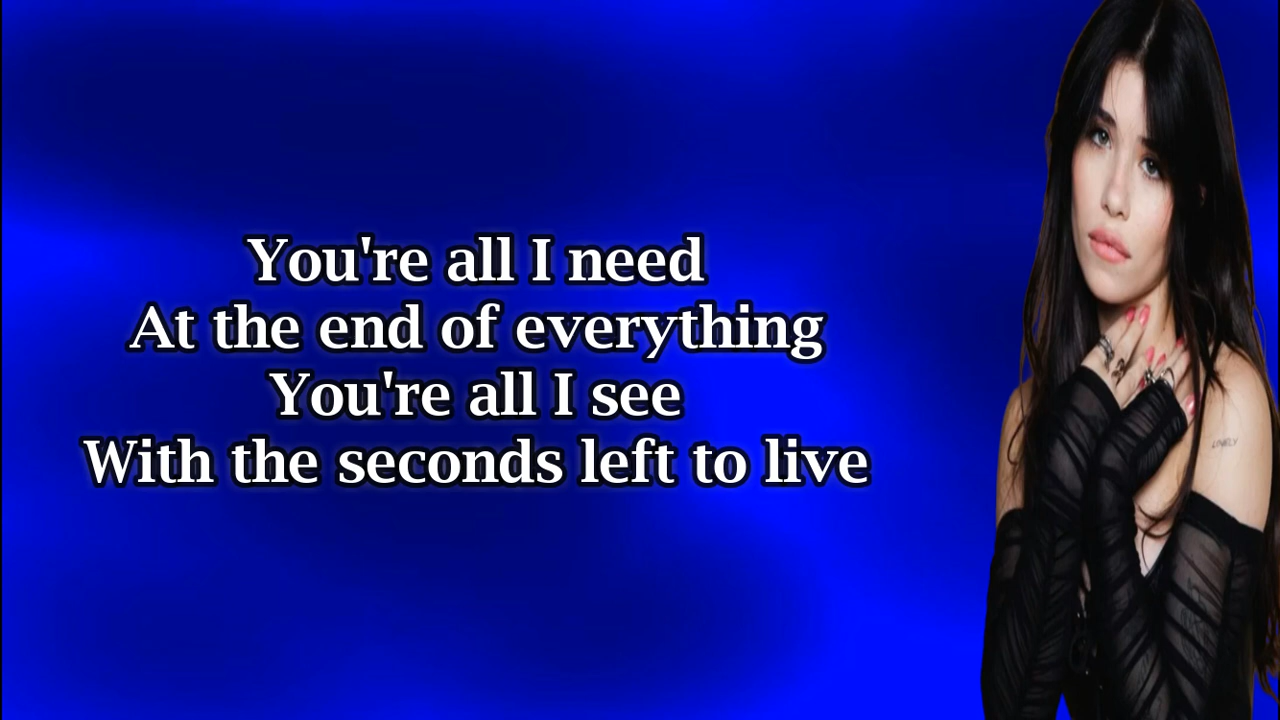 You're all I need
At the end of everything
You're all I see
With the seconds left to live